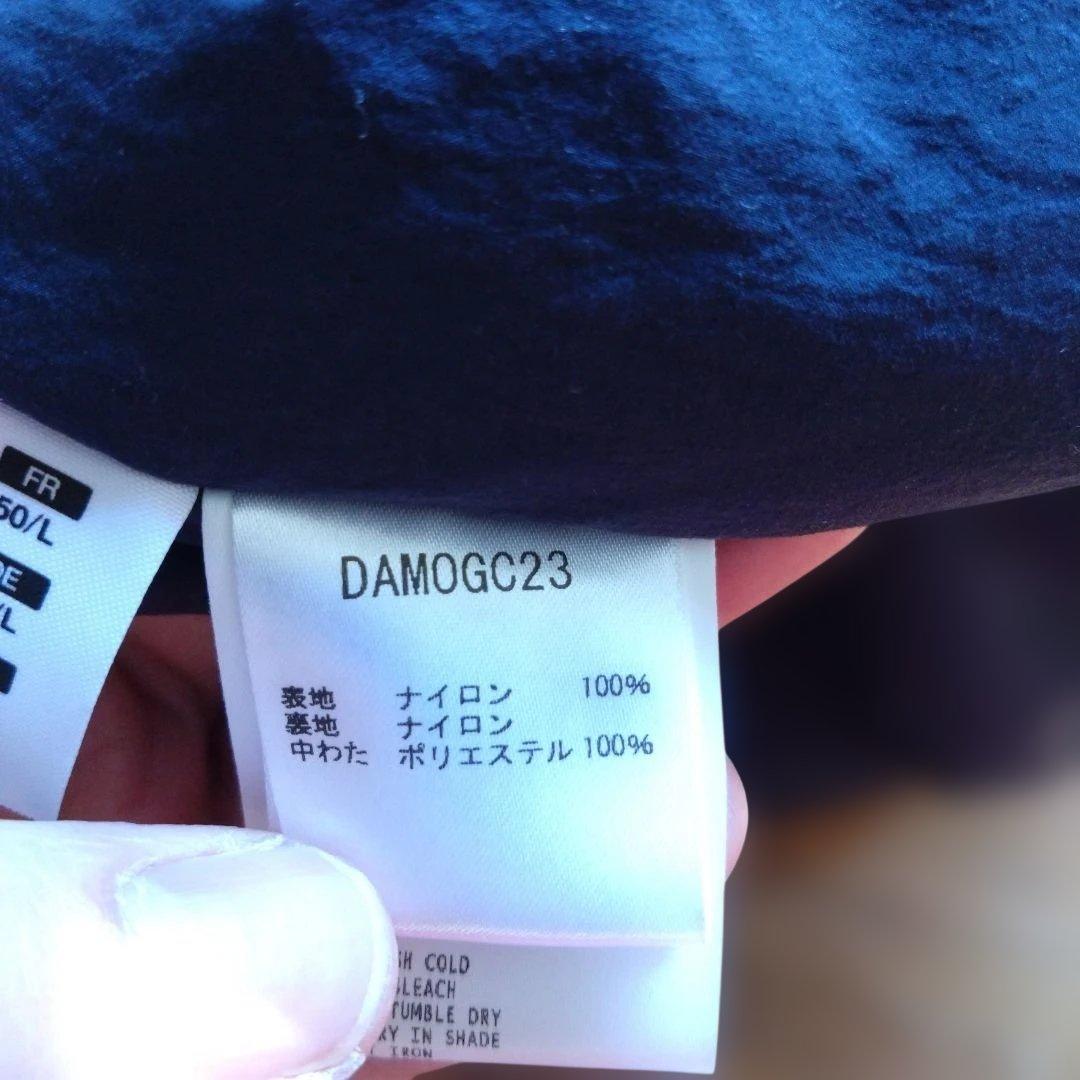 FR
50/L
DE
/L
DAMOGC23
表地 ナイロン 100%
裏地 ナイロン
中わた ポリエステル 100%
SH COLD
BLEACH
TUMBLE DRY
RY IN SHADE
IRON